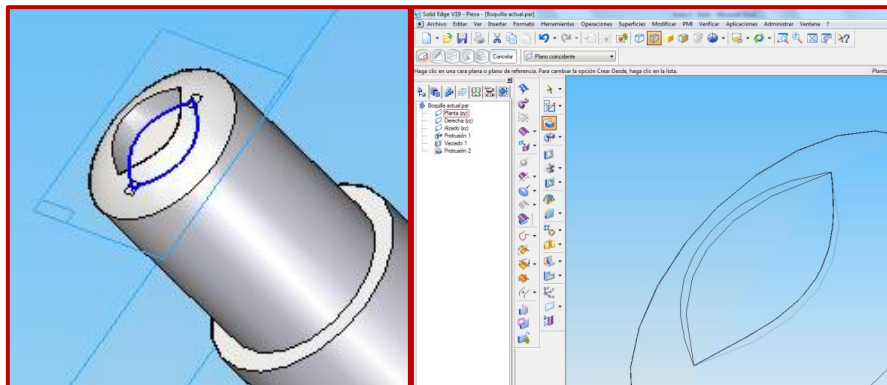 Solid Edge V19 - Pieza - [Boquilla actual.par]
Archivo Editar Ver Insertar Formato Herramientas Operaciones Superficies Modificar PMI Verificar Aplicaciones Administrar Ventana ?
Cancelar Plano coincidente
Haga clic en una cara plana o plano de referencia. Para cambiar la opción Crear Desde, haga clic en la lista. Planta
Boquilla actual.par
Planta (xy)
Derecha (yz)
Alzado (xz)
Protrusión 1
Vaciado 1
Protrusión 2